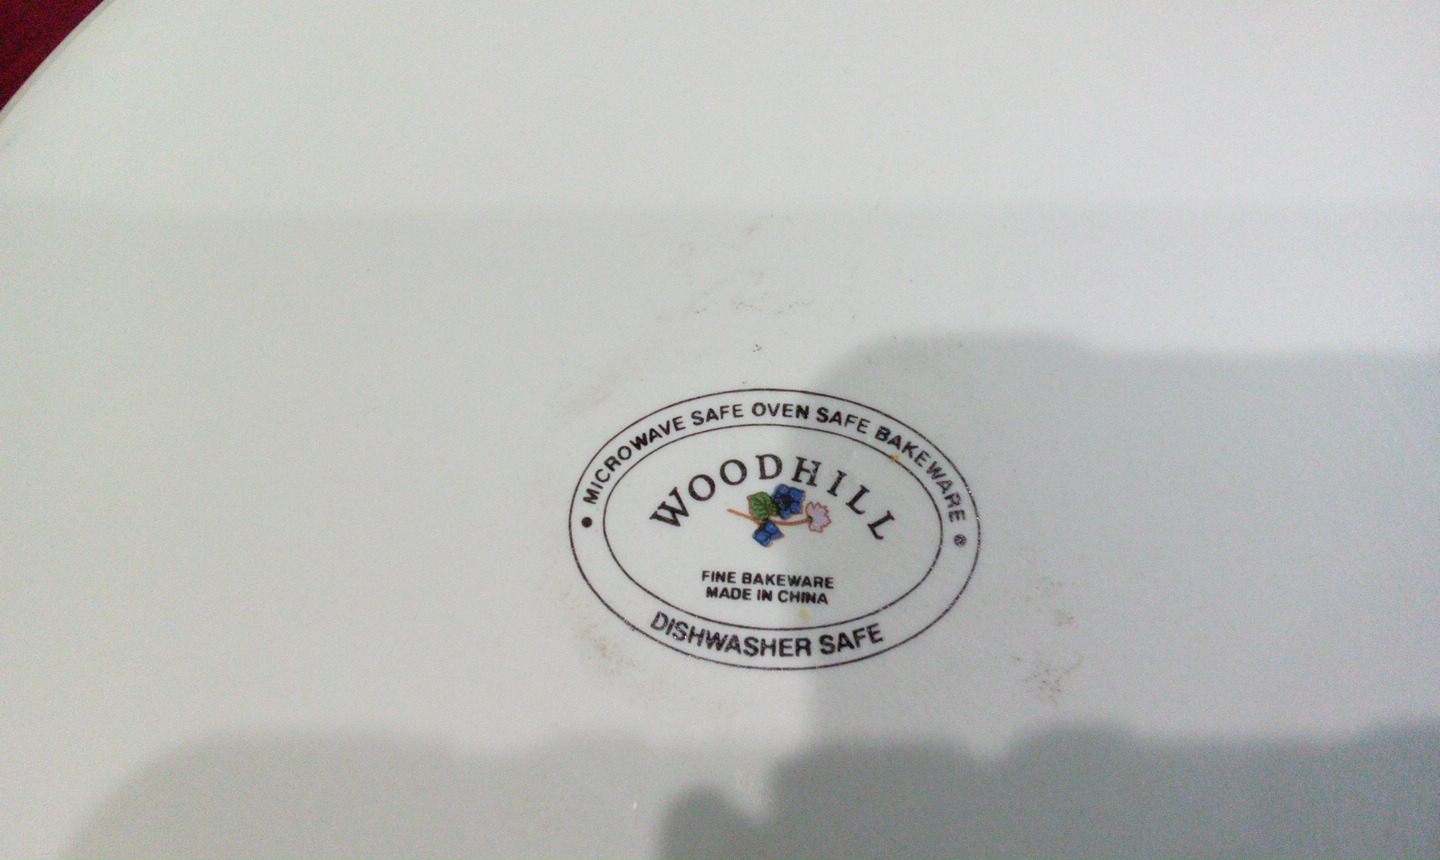 MICROWAVE SAFE OVEN SAFE BAKEWARE
WOODHILL
FINE BAKEWARE
MADE IN CHINA
DISHWASHER SAFE